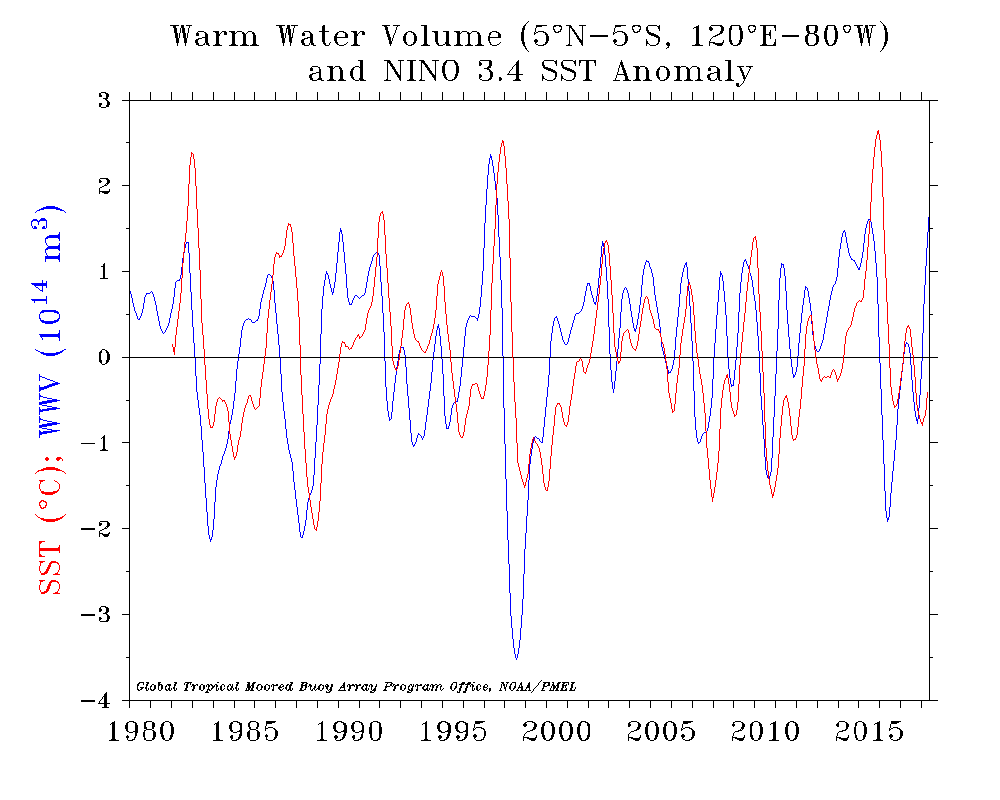 Warm Water Volume (5°N−5°S, 120°E−80°W)
and NINO 3.4 SST Anomaly
SST (°C); WWV (10¹⁴ m³)
3
2
1
0
−1
−2
−3
−4
Global Tropical Moored Buoy Array Program Office, NOAA/PMEL
1980 1985 1990 1995 2000 2005 2010 2015